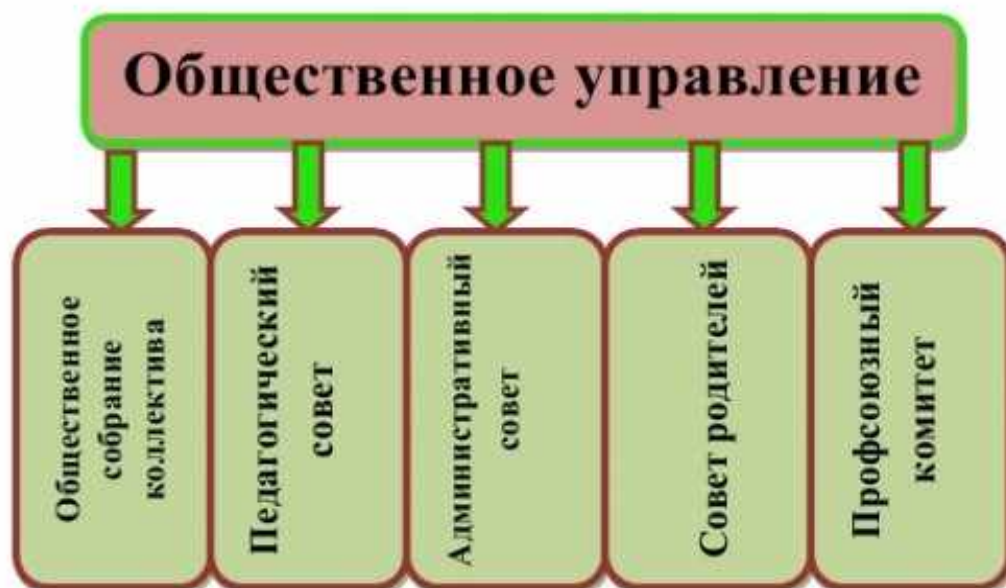 Общественное управление
Общественное
собрание
коллектива
Педагогический
совет
Административный
совет
Совет родителей
Профсоюзный
комитет